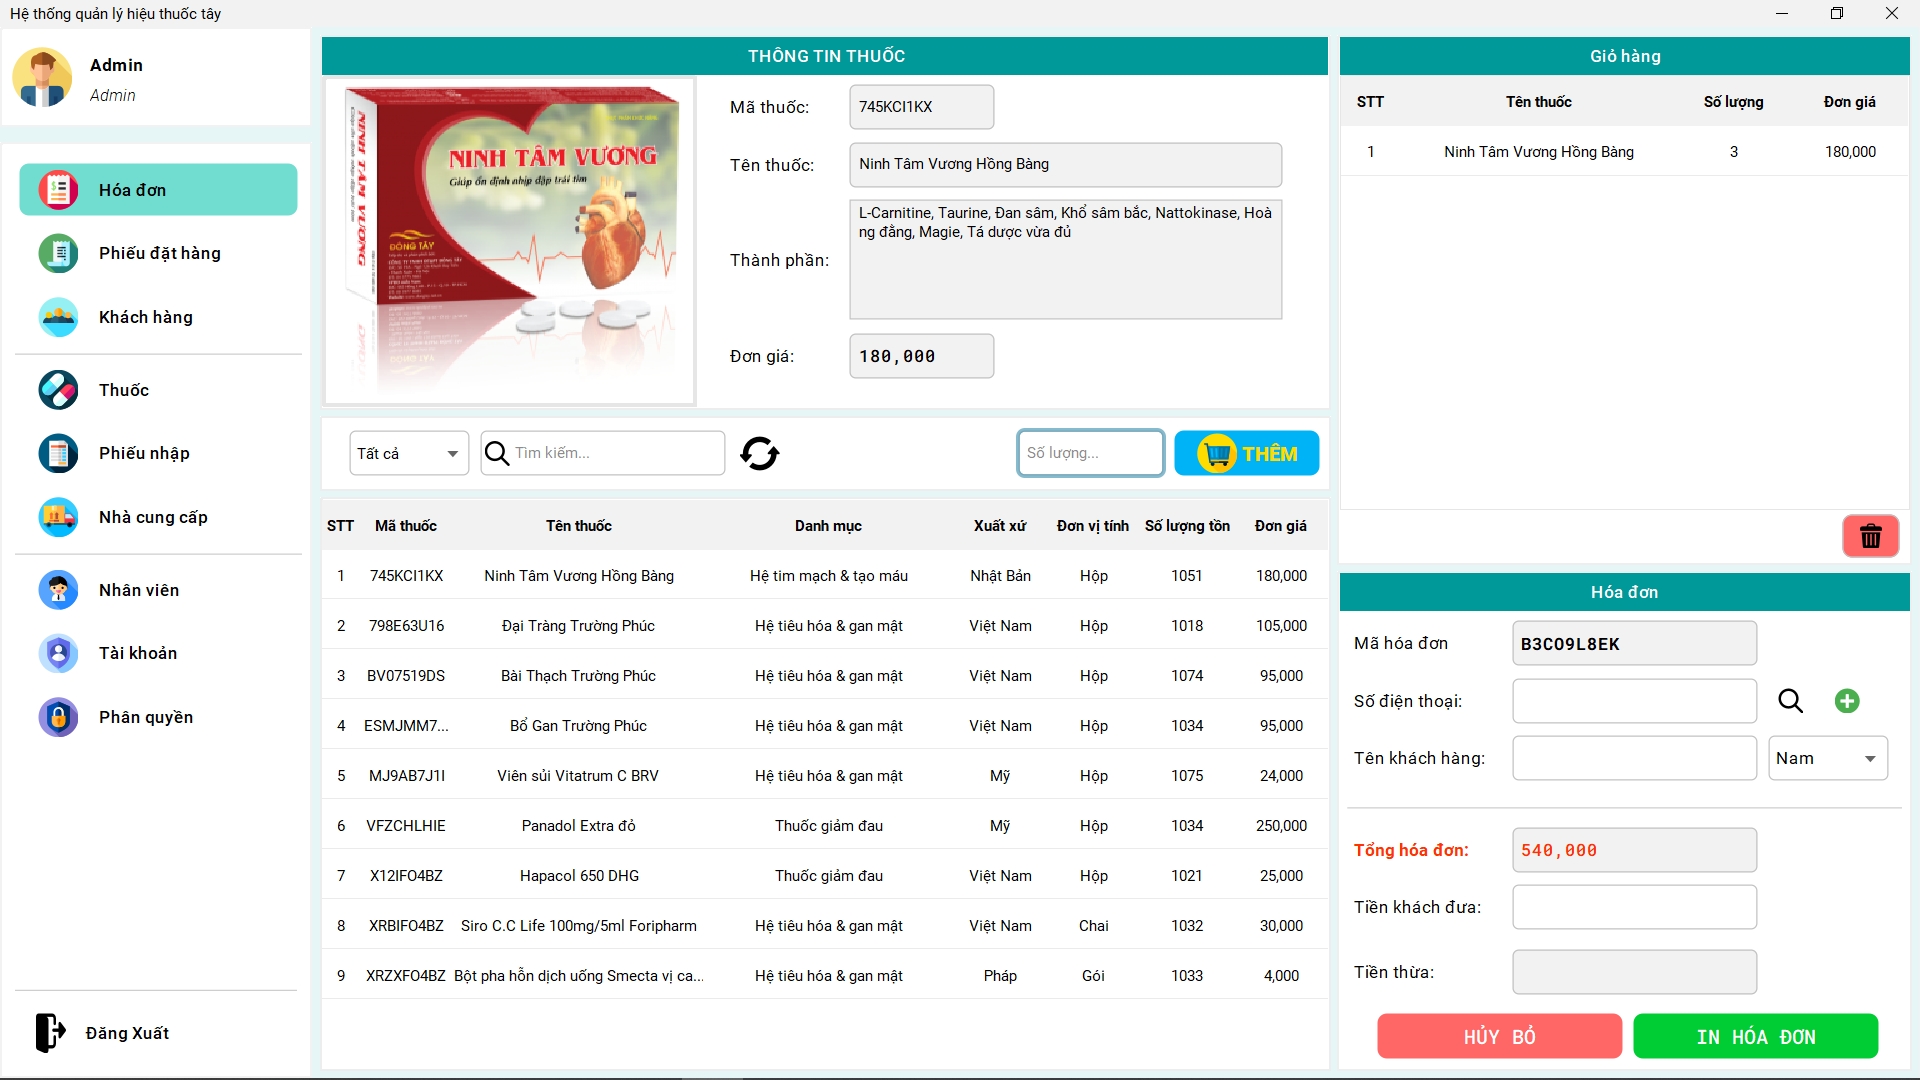 Hệ thống quản lý hiệu thuốc tây
Admin
Admin
Hóa đơn
Phiếu đặt hàng
Khách hàng
Thuốc
Phiếu nhập
Nhà cung cấp
Nhân viên
Tài khoản
Phân quyền
Đăng Xuất
THÔNG TIN THUỐC
NINH TÂM VƯƠNG
Giúp ổn định nhịp đập trái tim
NINH TÂM VƯƠNG
ĐÔNG TÂY
Mã thuốc: 745KCI1KX
Tên thuốc: Ninh Tâm Vương Hồng Bàng
Thành phần: L-Carnitine, Taurine, Đan sâm, Khổ sâm bắc, Nattokinase, Hoà
ng đằng, Magie, Tá dược vừa đủ
Đơn giá: 180,000
Tất cả Tìm kiếm... Số lượng... THÊM
STT Mã thuốc Tên thuốc Danh mục Xuất xứ Đơn vị tính Số lượng tồn Đơn giá
1 745KCI1KX Ninh Tâm Vương Hồng Bàng Hệ tim mạch & tạo máu Nhật Bản Hộp 1051 180,000
2 798E63U16 Đại Tràng Trường Phúc Hệ tiêu hóa & gan mật Việt Nam Hộp 1018 105,000
3 BV07519DS Bài Thạch Trường Phúc Hệ tiêu hóa & gan mật Việt Nam Hộp 1074 95,000
4 ESMJMM7... Bổ Gan Trường Phúc Hệ tiêu hóa & gan mật Việt Nam Hộp 1034 95,000
5 MJ9AB7J1I Viên sủi Vitatrum C BRV Hệ tiêu hóa & gan mật Mỹ Hộp 1075 24,000
6 VFZCHLHIE Panadol Extra đỏ Thuốc giảm đau Mỹ Hộp 1034 250,000
7 X12IFO4BZ Hapacol 650 DHG Thuốc giảm đau Việt Nam Hộp 1021 25,000
8 XRBIFO4BZ Siro C.C Life 100mg/5ml Foripharm Hệ tiêu hóa & gan mật Việt Nam Chai 1032 30,000
9 XRZXFO4BZ Bột pha hỗn dịch uống Smecta vị ca... Hệ tiêu hóa & gan mật Pháp Gói 1033 4,000
Giỏ hàng
STT Tên thuốc Số lượng Đơn giá
1 Ninh Tâm Vương Hồng Bàng 3 180,000
Hóa đơn
Mã hóa đơn B3CO9L8EK
Số điện thoại:
Tên khách hàng: Nam
Tổng hóa đơn: 540,000
Tiền khách đưa:
Tiền thừa:
HỦY BỎ IN HÓA ĐƠN